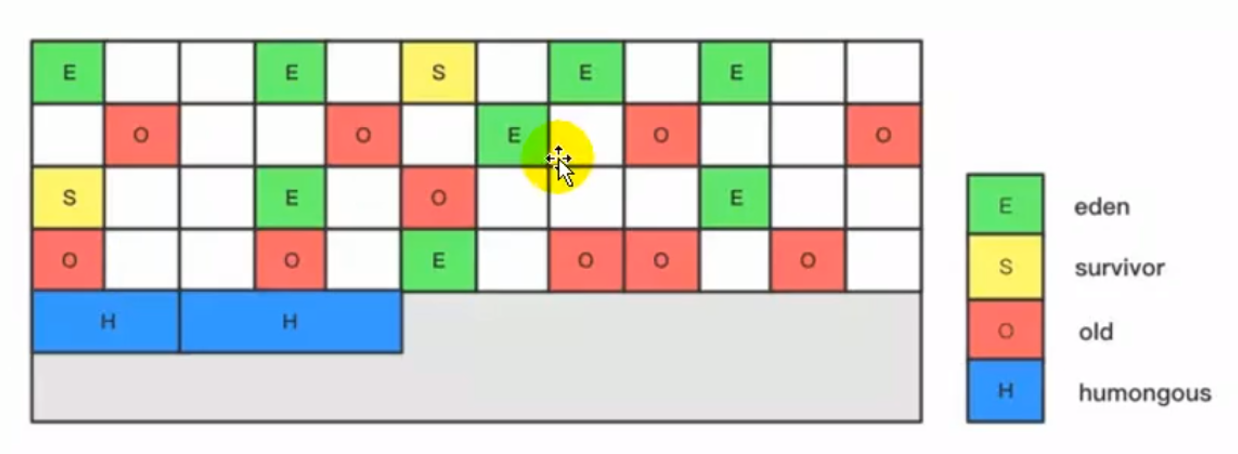 E E S E E
O O E O O
S E O E
O O E O O O
H H
E eden
S survivor
O old
H humongous